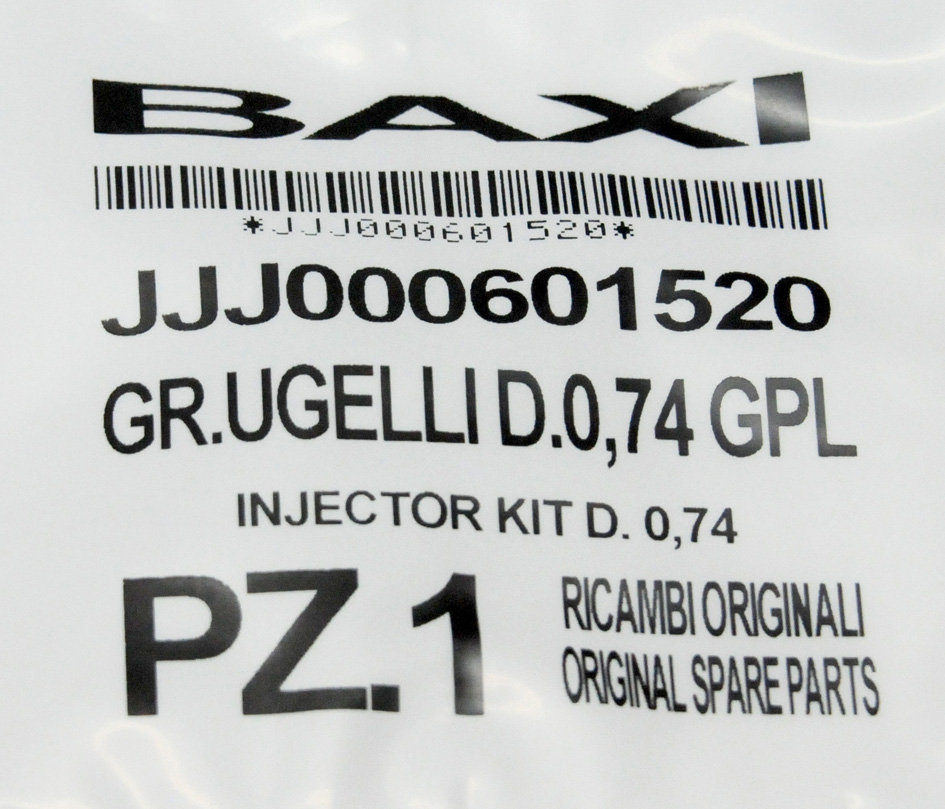 BAXI
*JJJ000601520*
JJJ000601520
GR.UGELLI D.0,74 GPL
INJECTOR KIT D. 0,74
PZ.1
RICAMBI ORIGINALI
ORIGINAL SPARE PARTS